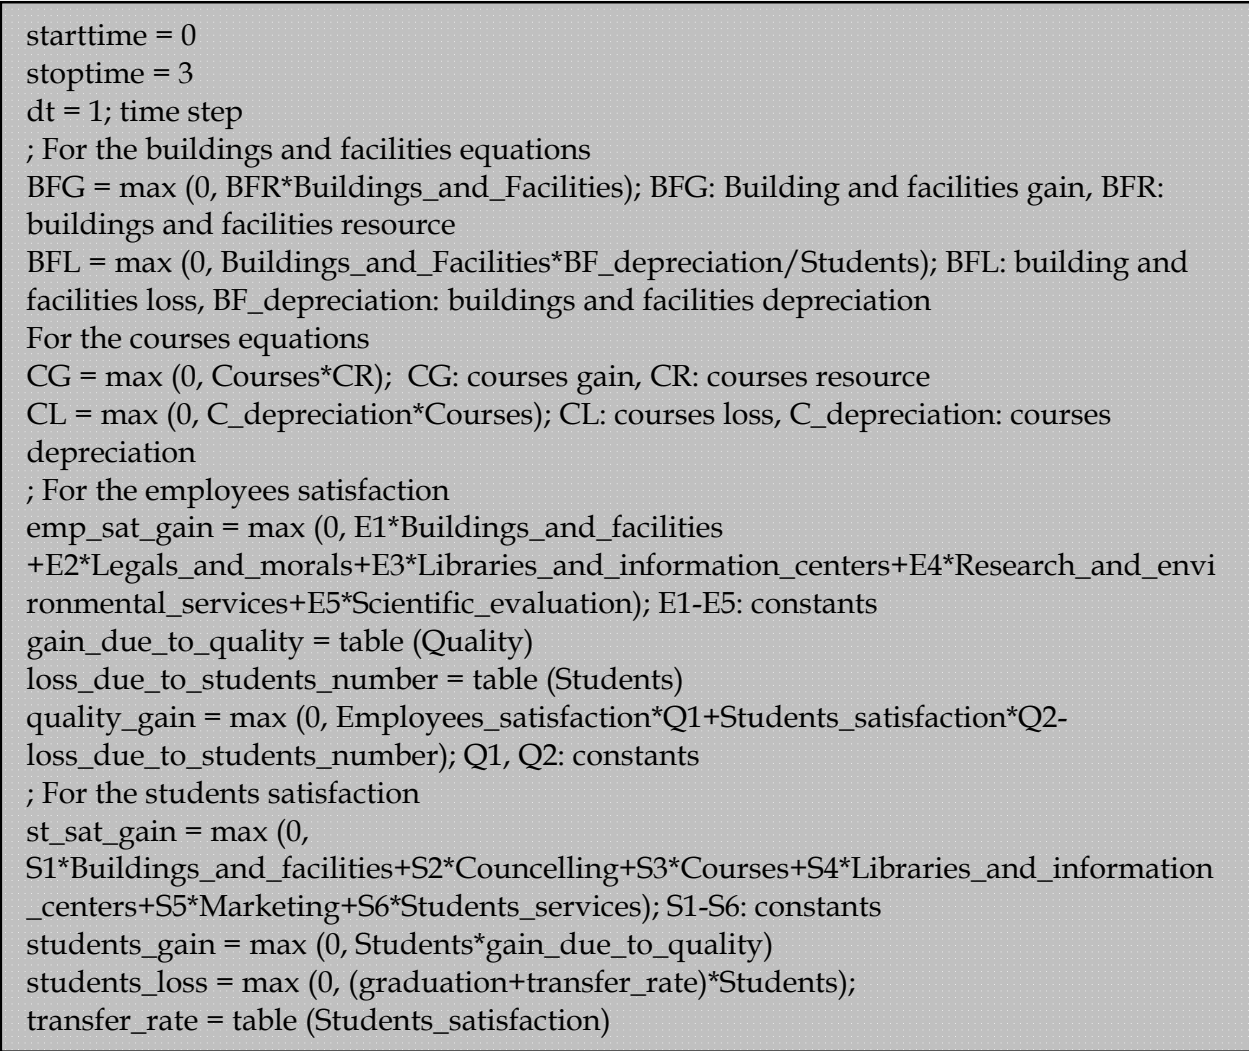 starttime = 0
stoptime = 3
dt = 1; time step
; For the buildings and facilities equations
BFG = max (0, BFR*Buildings_and_Facilities); BFG: Building and facilities gain, BFR:
buildings and facilities resource
BFL = max (0, Buildings_and_Facilities*BF_depreciation/Students); BFL: building and
facilities loss, BF_depreciation: buildings and facilities depreciation
For the courses equations
CG = max (0, Courses*CR);  CG: courses gain, CR: courses resource
CL = max (0, C_depreciation*Courses); CL: courses loss, C_depreciation: courses
depreciation
; For the employees satisfaction
emp_sat_gain = max (0, E1*Buildings_and_facilities
+E2*Legals_and_morals+E3*Libraries_and_information_centers+E4*Research_and_envi
ronmental_services+E5*Scientific_evaluation); E1-E5: constants
gain_due_to_quality = table (Quality)
loss_due_to_students_number = table (Students)
quality_gain = max (0, Employees_satisfaction*Q1+Students_satisfaction*Q2-
loss_due_to_students_number); Q1, Q2: constants
; For the students satisfaction
st_sat_gain = max (0,
S1*Buildings_and_facilities+S2*Councelling+S3*Courses+S4*Libraries_and_information
_centers+S5*Marketing+S6*Students_services); S1-S6: constants
students_gain = max (0, Students*gain_due_to_quality)
students_loss = max (0, (graduation+transfer_rate)*Students);
transfer_rate = table (Students_satisfaction)